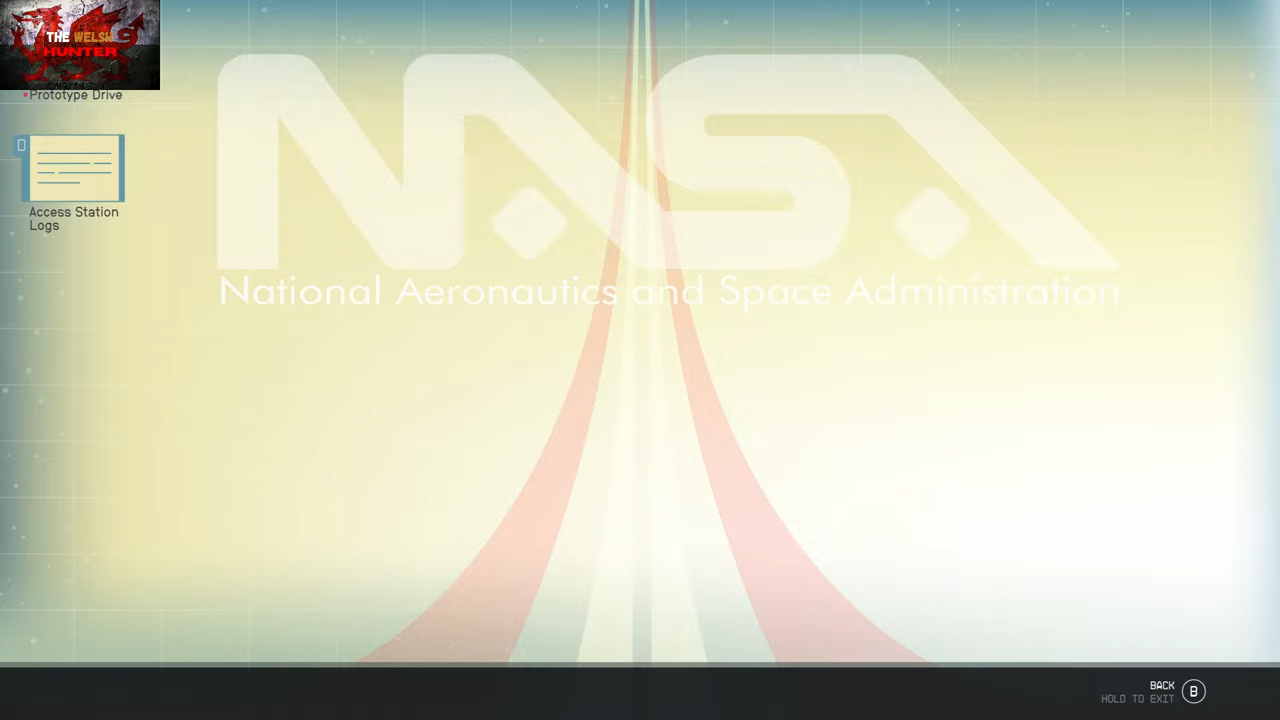 THE WELSH
HUNTER
Prototype Drive
Access Station
Logs
NASA
National Aeronautics and Space Administration
BACK
HOLD TO EXIT
B